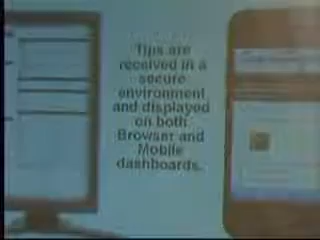 Tips are
received in a
secure
environment
and displayed
on both
Browser and
Mobile
dashboards.